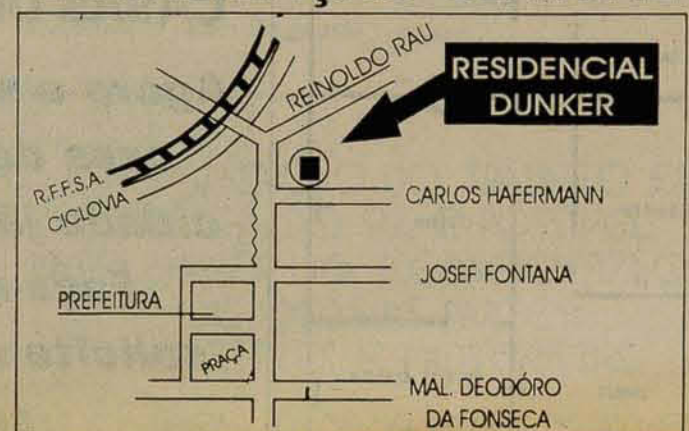 REINOLDO RAU
RESIDENCIAL
DUNKER
R.F.F.S.A.
CICLOVIA
CARLOS HAFERMANN
JOSEF FONTANA
PREFEITURA
PRAÇA
MAL. DEODÓRO
DA FONSECA